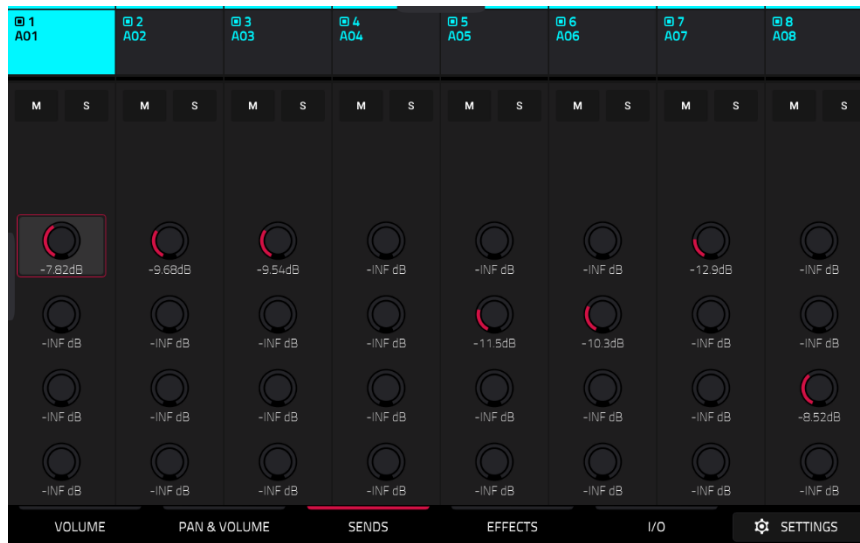 1 2 3 4 5 6 7 8
A01 A02 A03 A04 A05 A06 A07 A08
M S M S M S M S M S M S M S M S
-7.82dB -9.68dB -9.54dB -INF dB -INF dB -INF dB -12.9dB -INF dB
-INF dB -INF dB -INF dB -INF dB -11.5dB -10.3dB -INF dB -INF dB
-INF dB -INF dB -INF dB -INF dB -INF dB -INF dB -INF dB -8.52dB
-INF dB -INF dB -INF dB -INF dB -INF dB -INF dB -INF dB -INF dB
VOLUME PAN & VOLUME SENDS EFFECTS I/O SETTINGS